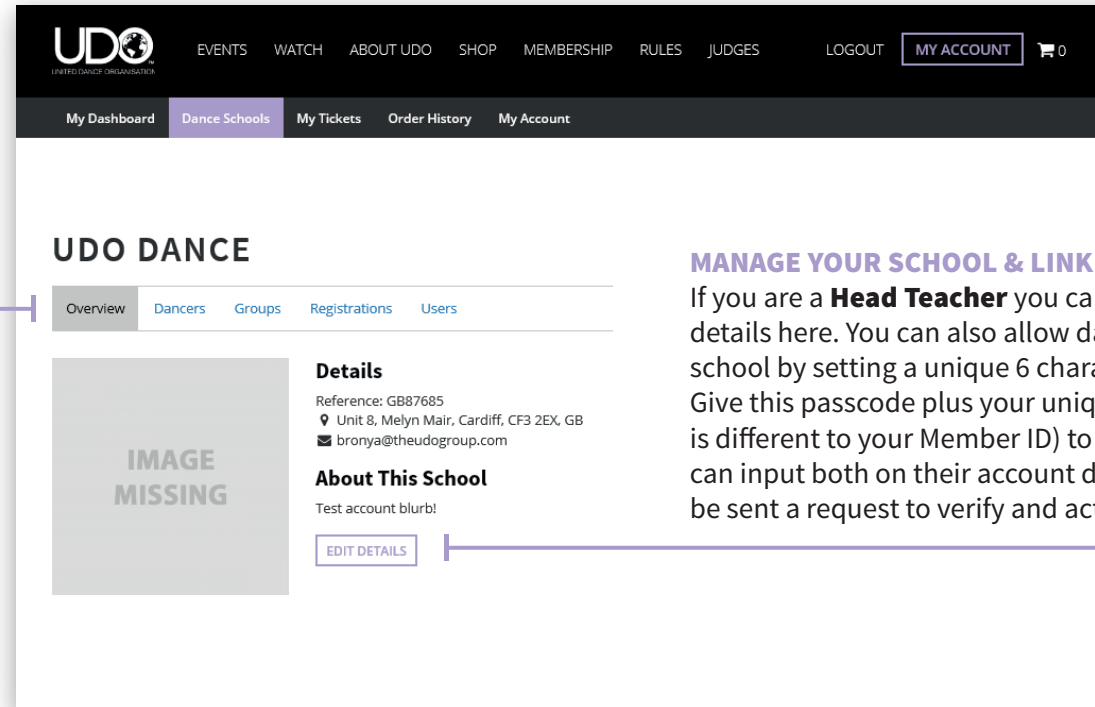 UDO
UNITED DANCE ORGANISATION
EVENTS WATCH ABOUT UDO SHOP MEMBERSHIP RULES JUDGES LOGOUT MY ACCOUNT 0
My Dashboard Dance Schools My Tickets Order History My Account
UDO DANCE
Overview Dancers Groups Registrations Users
IMAGE
MISSING
Details
Reference: GB87685
Unit 8, Melyn Mair, Cardiff, CF3 2EX, GB
bronya@theudogroup.com
About This School
Test account blurb!
EDIT DETAILS
MANAGE YOUR SCHOOL & LINK
If you are a Head Teacher you ca
details here. You can also allow da
school by setting a unique 6 chara
Give this passcode plus your uniq
is different to your Member ID) to
can input both on their account d
be sent a request to verify and act